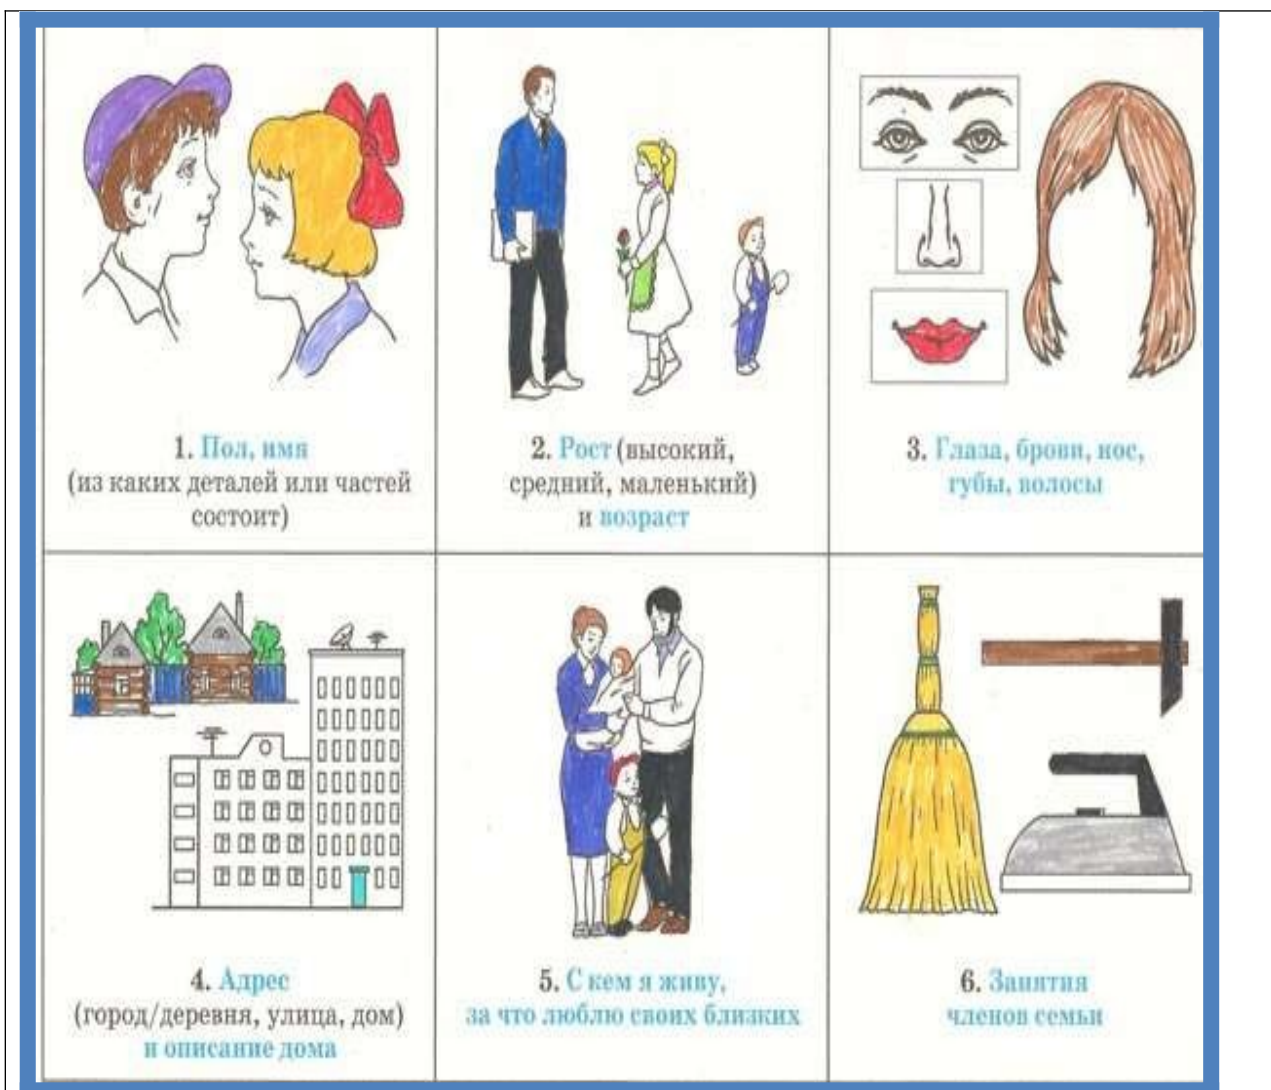 1. Пол, имя
(из каких деталей или частей
состоит)
2. Рост (высокий,
средний, маленький)
и возраст
3. Глаза, брови, нос,
губы, волосы
4. Адрес
(город/деревня, улица, дом)
и описание дома
5. С кем я живу,
за что люблю своих близких
6. Занятия
членов семьи